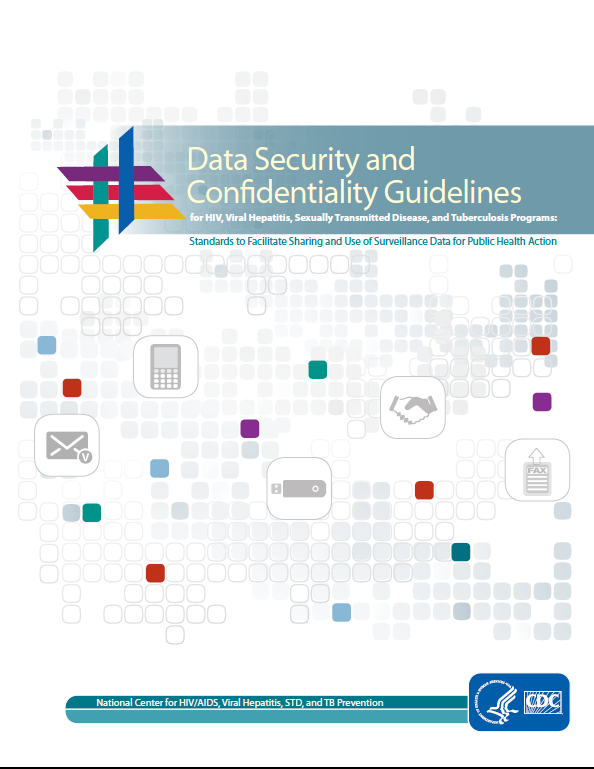 Data Security and
Confidentiality Guidelines
for HIV, Viral Hepatitis, Sexually Transmitted Disease, and Tuberculosis Programs:
Standards to Facilitate Sharing and Use of Surveillance Data for Public Health Action
V
FAX
National Center for HIV/AIDS, Viral Hepatitis, STD, and TB Prevention
CDC